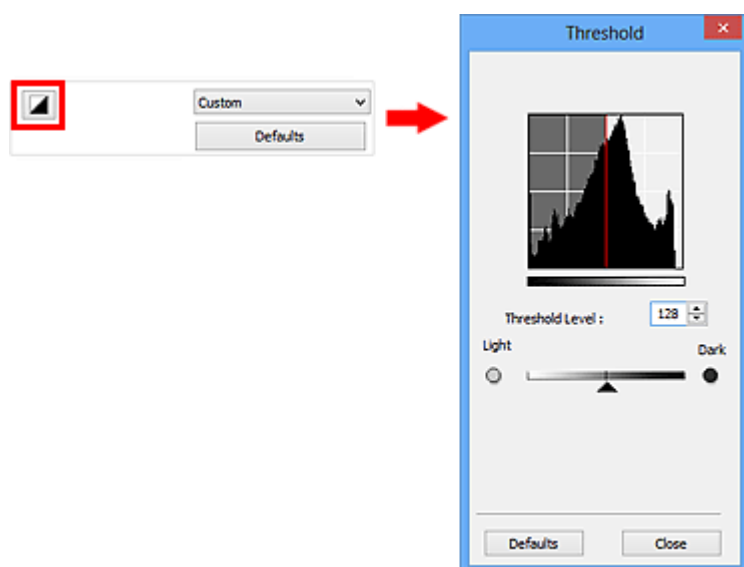 Custom
Defaults
Threshold
Threshold Level :
128
Light
Dark
Defaults
Close